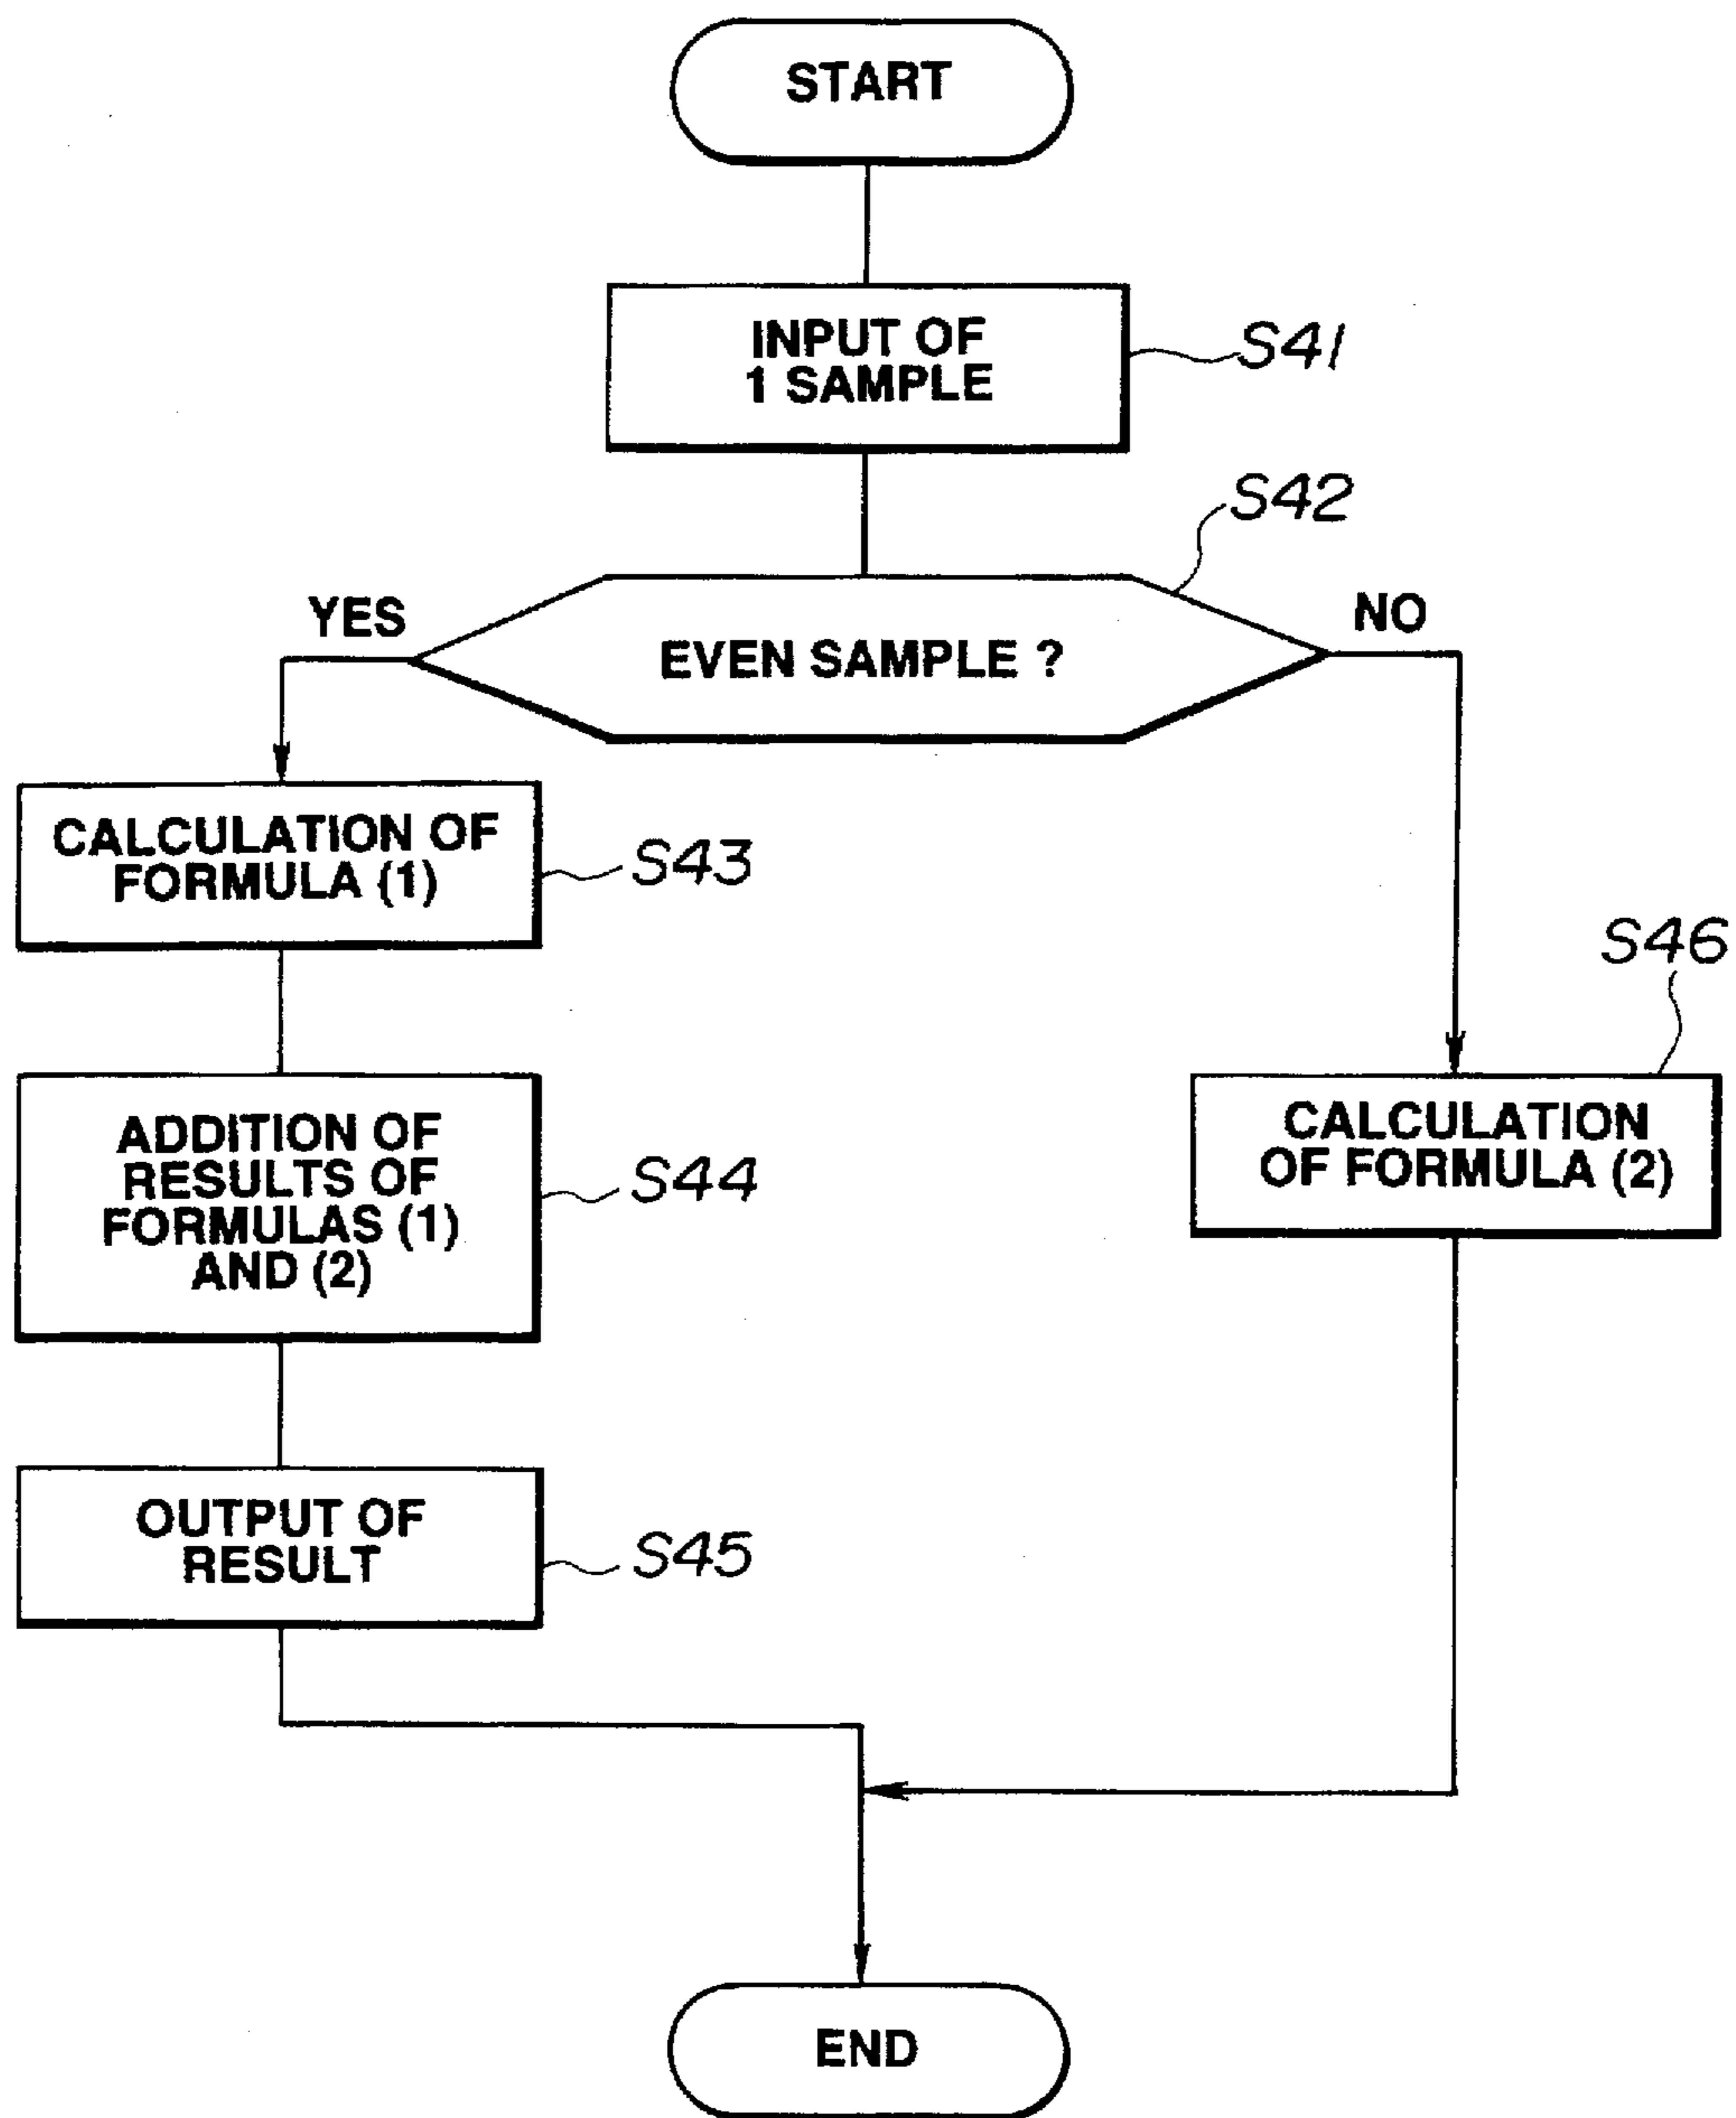 START
INPUT OF
1 SAMPLE
S41
S42
YES
NO
EVEN SAMPLE ?
CALCULATION OF
FORMULA (1)
S43
S46
ADDITION OF
RESULTS OF
FORMULAS (1)
AND (2)
S44
CALCULATION
OF FORMULA (2)
OUTPUT OF
RESULT
S45
END